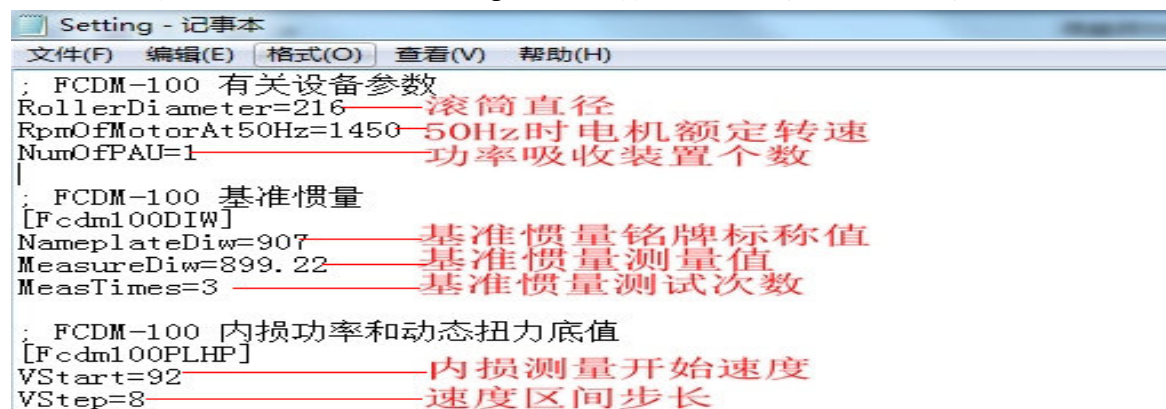 Setting - 记事本
文件(F) 编辑(E) 格式(O) 查看(V) 帮助(H)
; FCDM-100 有关设备参数
RollerDiameter=216 滚筒直径
RpmOfMotorAt50Hz=1450 50Hz时电机额定转速
NumOfPAU=1 功率吸收装置个数
; FCDM-100 基准惯量
[Fcdm100DIW]
NameplateDiw=907 基准惯量铭牌标称值
MeasureDiw=899.22 基准惯量测量值
MeasTimes=3 基准惯量测试次数
; FCDM-100 内损功率和动态扭力底值
[Fcdm100PLHP]
VStart=92 内损测量开始速度
VStep=8 速度区间步长